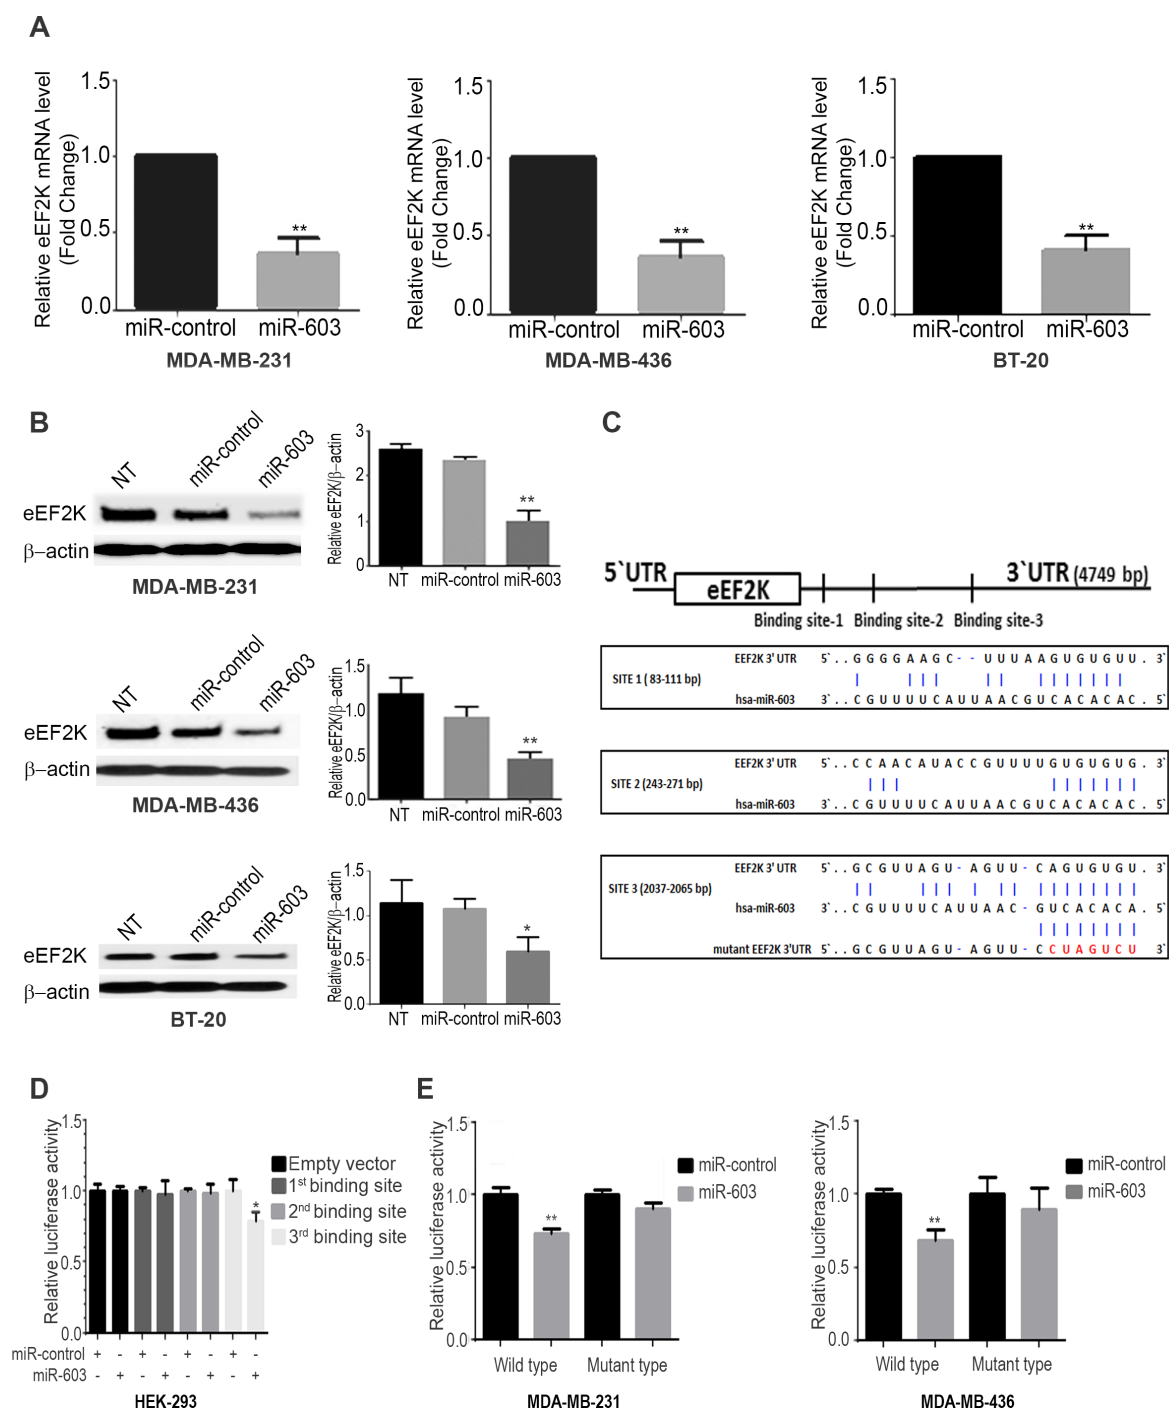 A
Relative eEF2K mRNA level
(Fold Change)
1.5
1.0
0.5
0.0
**
miR-control
miR-603
MDA-MB-231
Relative eEF2K mRNA level
(Fold Change)
1.5
1.0
0.5
0.0
**
miR-control
miR-603
MDA-MB-436
Relative eEF2K mRNA level
(Fold Change)
1.5
1.0
0.5
0.0
**
miR-control
miR-603
BT-20
B
NT
miR-control
miR-603
eEF2K
β–actin
MDA-MB-231
Relative eEF2K/β–actin
3
2
1
0
**
NT
miR-control
miR-603
NT
miR-control
miR-603
eEF2K
β–actin
MDA-MB-436
Relative eEF2K/β–actin
1.5
1.0
0.5
0.0
**
NT
miR-control
miR-603
NT
miR-control
miR-603
eEF2K
β–actin
BT-20
Relative eEF2K/β–actin
1.5
1.0
0.5
0.0
*
NT
miR-control
miR-603
C
5`UTR
eEF2K
3`UTR (4749 bp)
Binding site-1
Binding site-2
Binding site-3
EEF2K 3' UTR 5`. . G G G G A A G C - - U U U A A G U G U G U U . 3`
SITE 1 ( 83-111 bp)
hsa-miR-603 3`. . C G U U U U C A U U A A C G U C A C A C A C . 5`
EEF2K 3' UTR 5`. . C C A A C A U A C C G U U U U G U G U G U G . 3`
SITE 2 (243-271 bp)
hsa-miR-603 3`. . C G U U U U C A U U A A C G U C A C A C A C . 5`
EEF2K 3' UTR 5`. . G C G U U A G U - A G U U - C A G U G U G U . 3`
SITE 3 (2037-2065 bp)
hsa-miR-603 3`. . C G U U U U C A U U A A C - G U C A C A C A . 5`
mutant EEF2K 3'UTR 5`. . G C G U U A G U - A G U U - C C U A G U C U 3`
D
Relative luciferase activity
1.5
1.0
0.5
0.0
*
Empty vector
1st binding site
2nd binding site
3rd binding site
miR-control + - + - + - + -
miR-603 - + - + - + - +
HEK-293
E
Relative luciferase activity
1.5
1.0
0.5
0.0
**
miR-control
miR-603
Wild type
Mutant type
MDA-MB-231
Relative luciferase activity
1.5
1.0
0.5
0.0
**
miR-control
miR-603
Wild type
Mutant type
MDA-MB-436